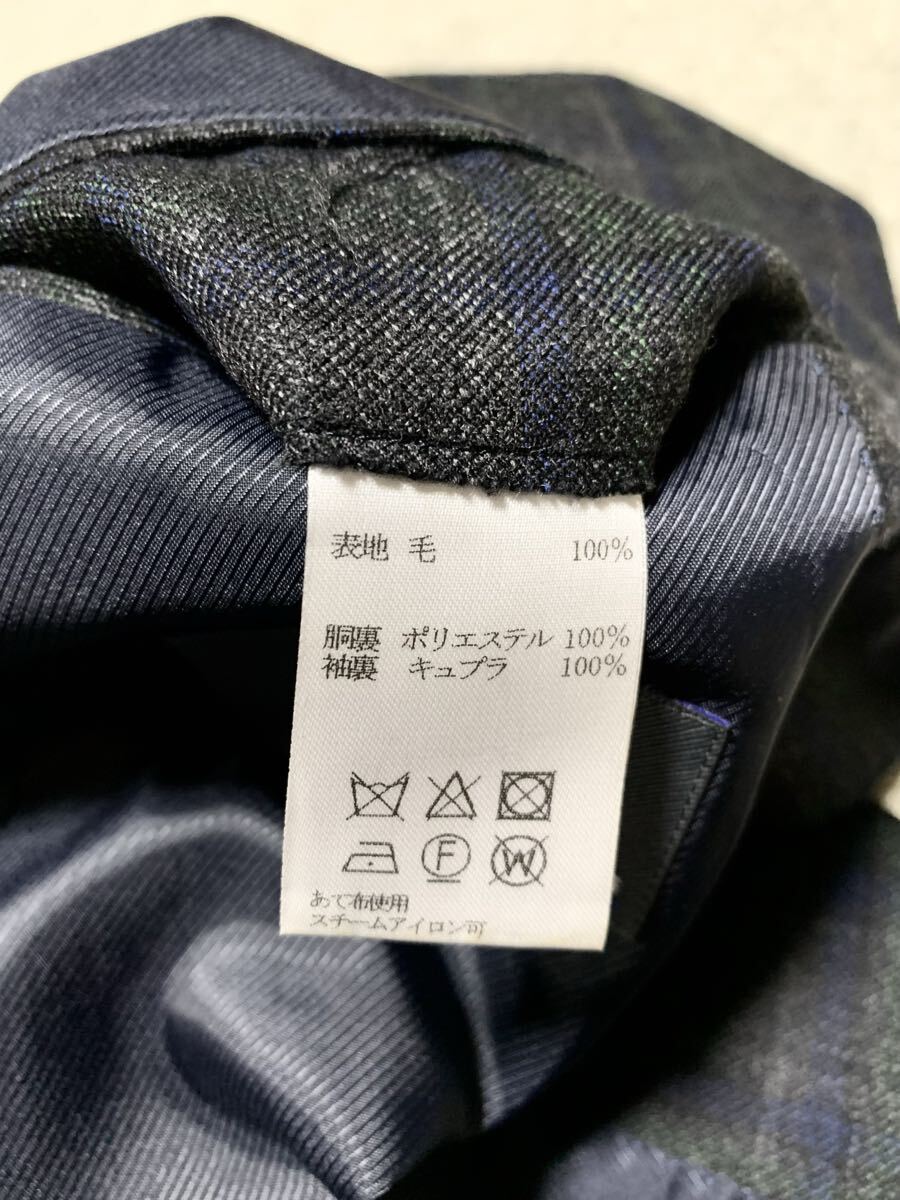 表地 毛 100%
胴裏 ポリエステル 100%
袖裏 キュプラ 100%
F W
あて布使用
スチームアイロン可